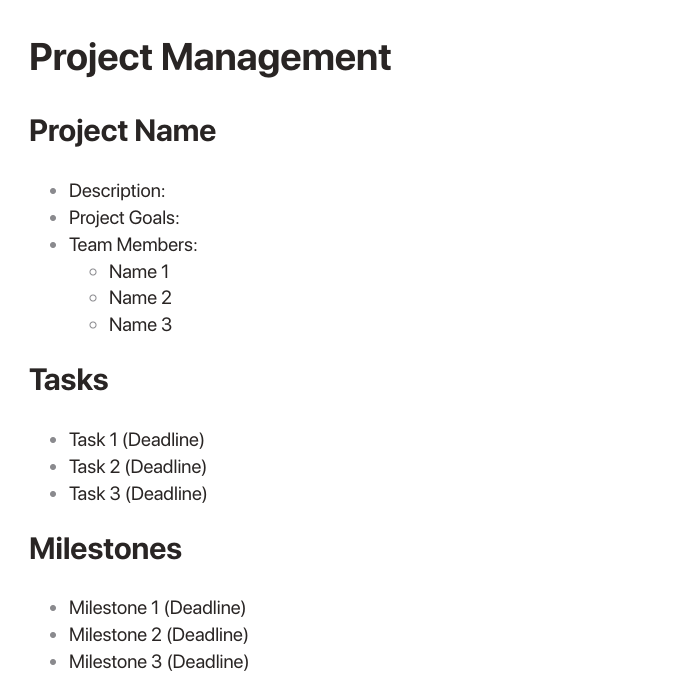 Project Management
Project Name
Description:
Project Goals:
Team Members:
Name 1
Name 2
Name 3
Tasks
Task 1 (Deadline)
Task 2 (Deadline)
Task 3 (Deadline)
Milestones
Milestone 1 (Deadline)
Milestone 2 (Deadline)
Milestone 3 (Deadline)